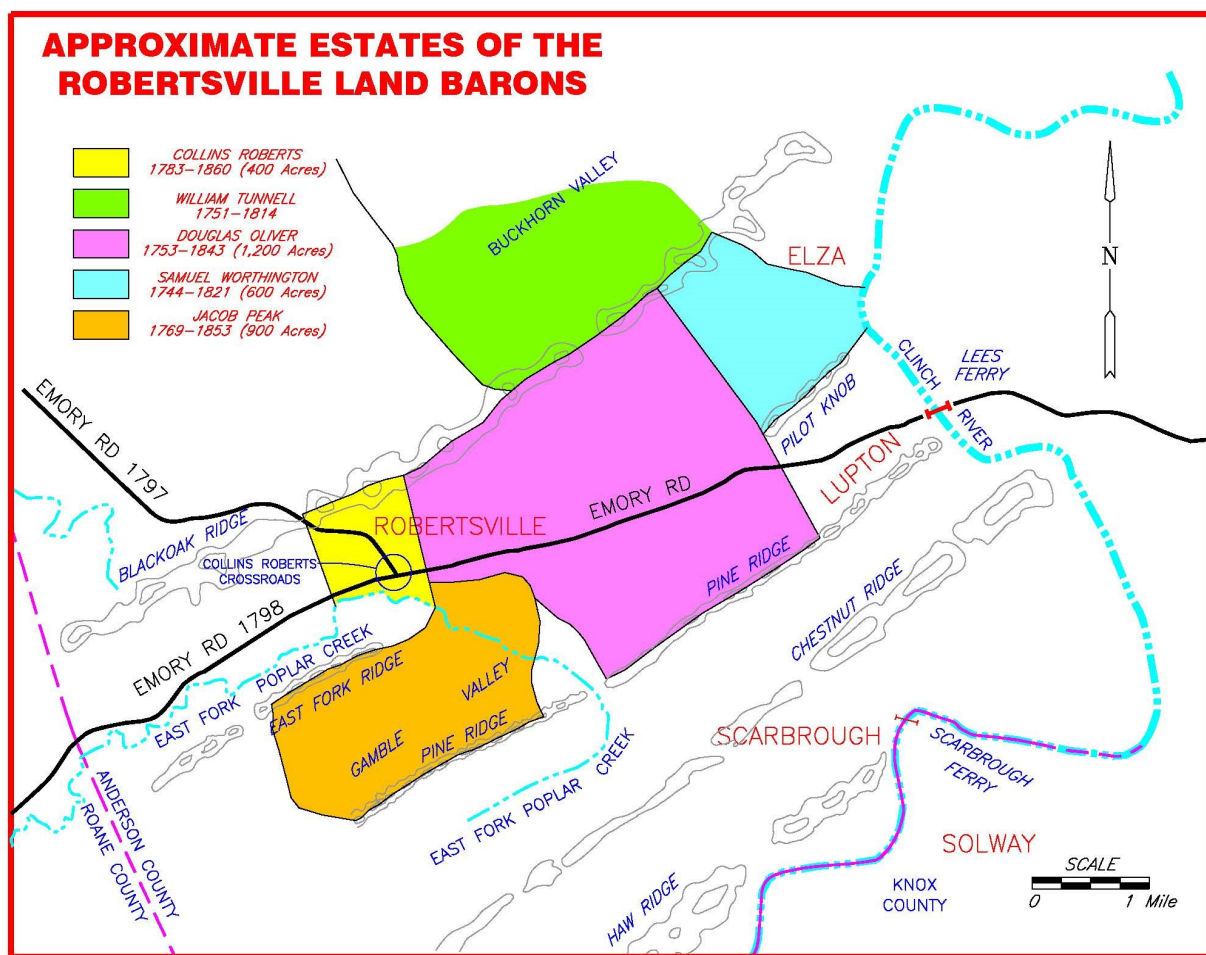 APPROXIMATE ESTATES OF THE
ROBERTSVILLE LAND BARONS
COLLINS ROBERTS
1783-1860 (400 Acres)
WILLIAM TUNNELL
1751-1814
DOUGLAS OLIVER
1753-1843 (1,200 Acres)
SAMUEL WORTHINGTON
1744-1821 (600 Acres)
JACOB PEAK
1769-1853 (900 Acres)
BUCKHORN VALLEY
ELZA
N
CLINCH
RIVER
LEES
FERRY
PILOT KNOB
LUPTON
EMORY RD 1797
EMORY RD
ROBERTSVILLE
BLACKOAK RIDGE
COLLINS ROBERTS
CROSSROADS
PINE RIDGE
CHESTNUT RIDGE
EMORY RD 1798
EAST FORK POPLAR CREEK
EAST FORK RIDGE
GAMBLE
VALLEY
PINE RIDGE
EAST FORK POPLAR CREEK
SCARBROUGH
SCARBROUGH
FERRY
ANDERSON COUNTY
ROANE COUNTY
SOLWAY
KNOX
COUNTY
HAW RIDGE
SCALE
0 1 Mile